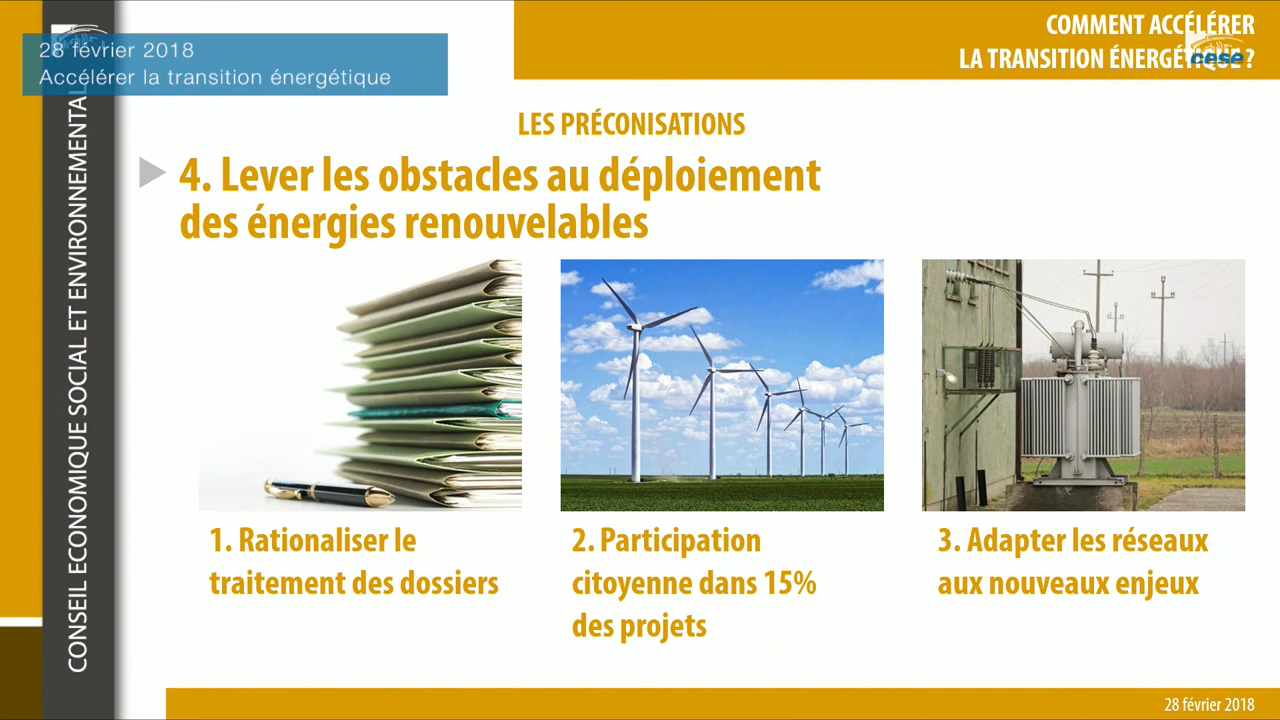 28 février 2018
Accélérer la transition énergétique
COMMENT ACCÉLÉRER
LA TRANSITION ÉNERGÉTIQUE ?
cese
CONSEIL ECONOMIQUE SOCIAL ET ENVIRONNEMENTAL
LES PRÉCONISATIONS
4. Lever les obstacles au déploiement
des énergies renouvelables
1. Rationaliser le
traitement des dossiers
2. Participation
citoyenne dans 15%
des projets
3. Adapter les réseaux
aux nouveaux enjeux
28 février 2018